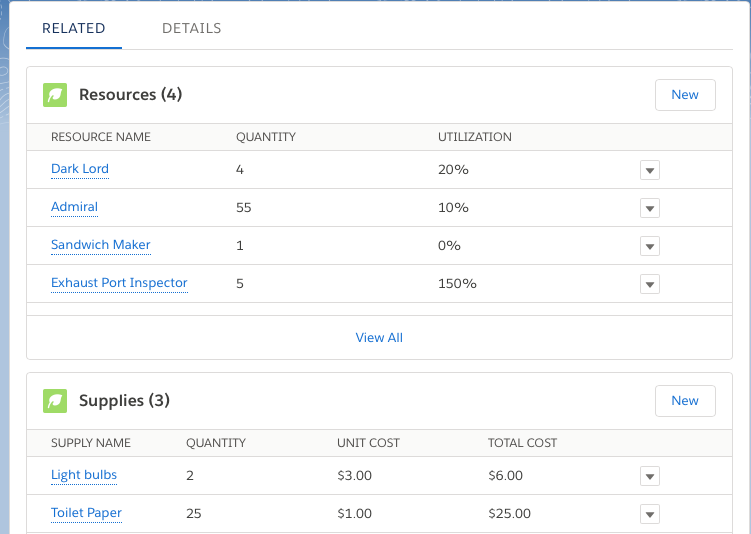 RELATED DETAILS
Resources (4) New
RESOURCE NAME QUANTITY UTILIZATION
Dark Lord 4 20%
Admiral 55 10%
Sandwich Maker 1 0%
Exhaust Port Inspector 5 150%
View All
Supplies (3) New
SUPPLY NAME QUANTITY UNIT COST TOTAL COST
Light bulbs 2 $3.00 $6.00
Toilet Paper 25 $1.00 $25.00